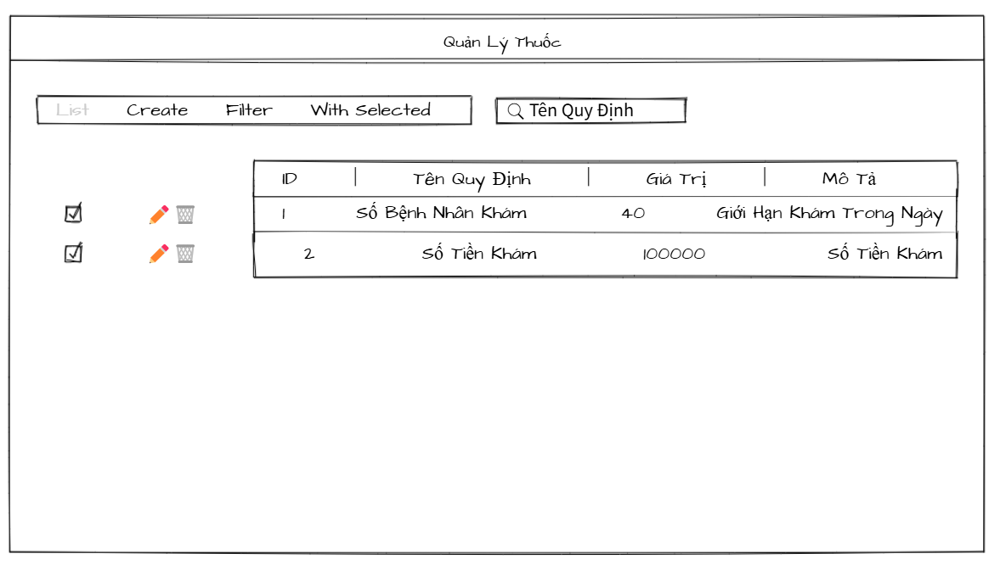 Quản Lý Thuốc
List Create Filter With Selected Tên Quy Định
ID | Tên Quy Định | Giá Trị | Mô Tả
1 Số Bệnh Nhân Khám 40 Giới Hạn Khám Trong Ngày
2 Số Tiền Khám 100000 Số Tiền Khám